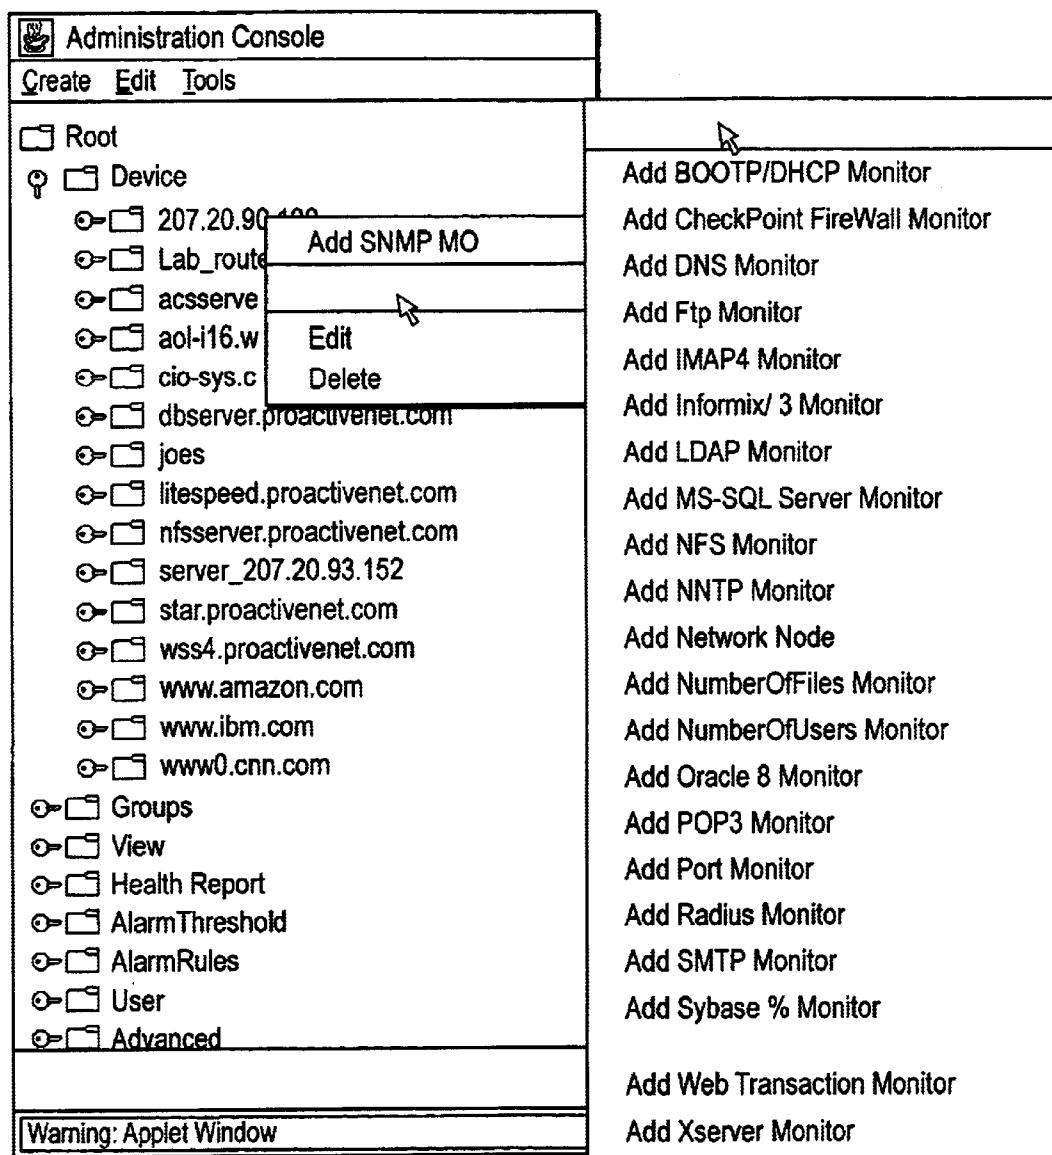 Administration Console
Create Edit Tools
Root
Device
207.20.90.100
Lab_route
acsserve
aol-i16.w
cio-sys.c
dbserver.proactivenet.com
joes
litespeed.proactivenet.com
nfsserver.proactivenet.com
server_207.20.93.152
star.proactivenet.com
wss4.proactivenet.com
www.amazon.com
www.ibm.com
www0.cnn.com
Groups
View
Health Report
AlarmThreshold
AlarmRules
User
Advanced
Warning: Applet Window
Add SNMP MO
Edit
Delete
Add BOOTP/DHCP Monitor
Add CheckPoint FireWall Monitor
Add DNS Monitor
Add Ftp Monitor
Add IMAP4 Monitor
Add Informix/ 3 Monitor
Add LDAP Monitor
Add MS-SQL Server Monitor
Add NFS Monitor
Add NNTP Monitor
Add Network Node
Add NumberOfFiles Monitor
Add NumberOfUsers Monitor
Add Oracle 8 Monitor
Add POP3 Monitor
Add Port Monitor
Add Radius Monitor
Add SMTP Monitor
Add Sybase % Monitor
Add Web Transaction Monitor
Add Xserver Monitor